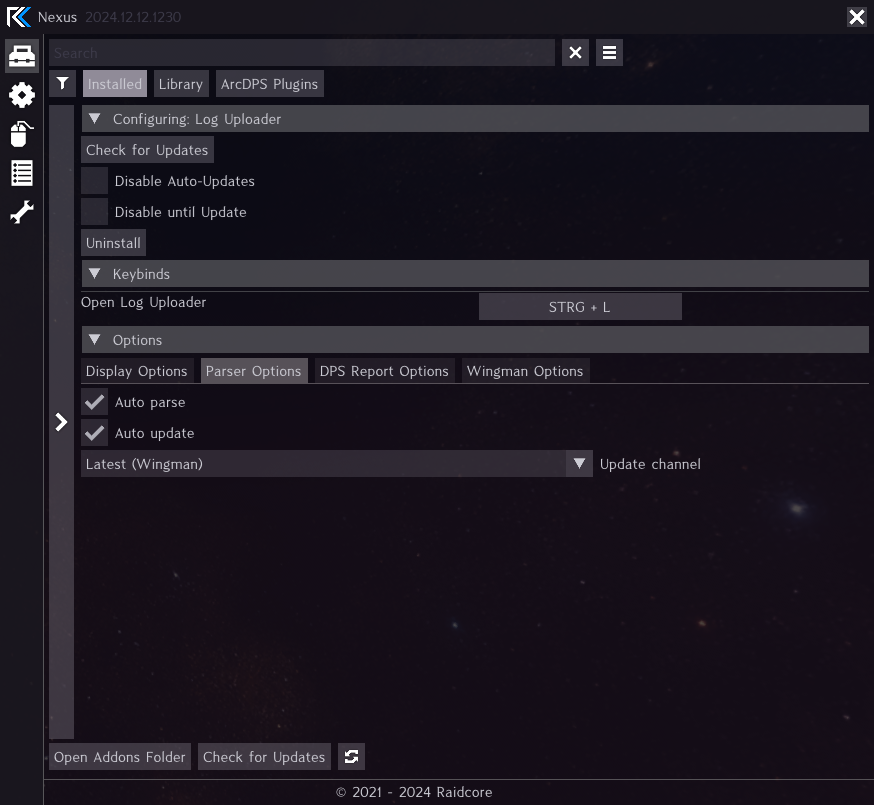 Nexus 2024.12.12.1230
Search
Installed Library ArcDPS Plugins
Configuring: Log Uploader
Check for Updates
Disable Auto-Updates
Disable until Update
Uninstall
Keybinds
Open Log Uploader STRG + L
Options
Display Options Parser Options DPS Report Options Wingman Options
Auto parse
Auto update
Latest (Wingman) Update channel
Open Addons Folder Check for Updates
© 2021 - 2024 Raidcore